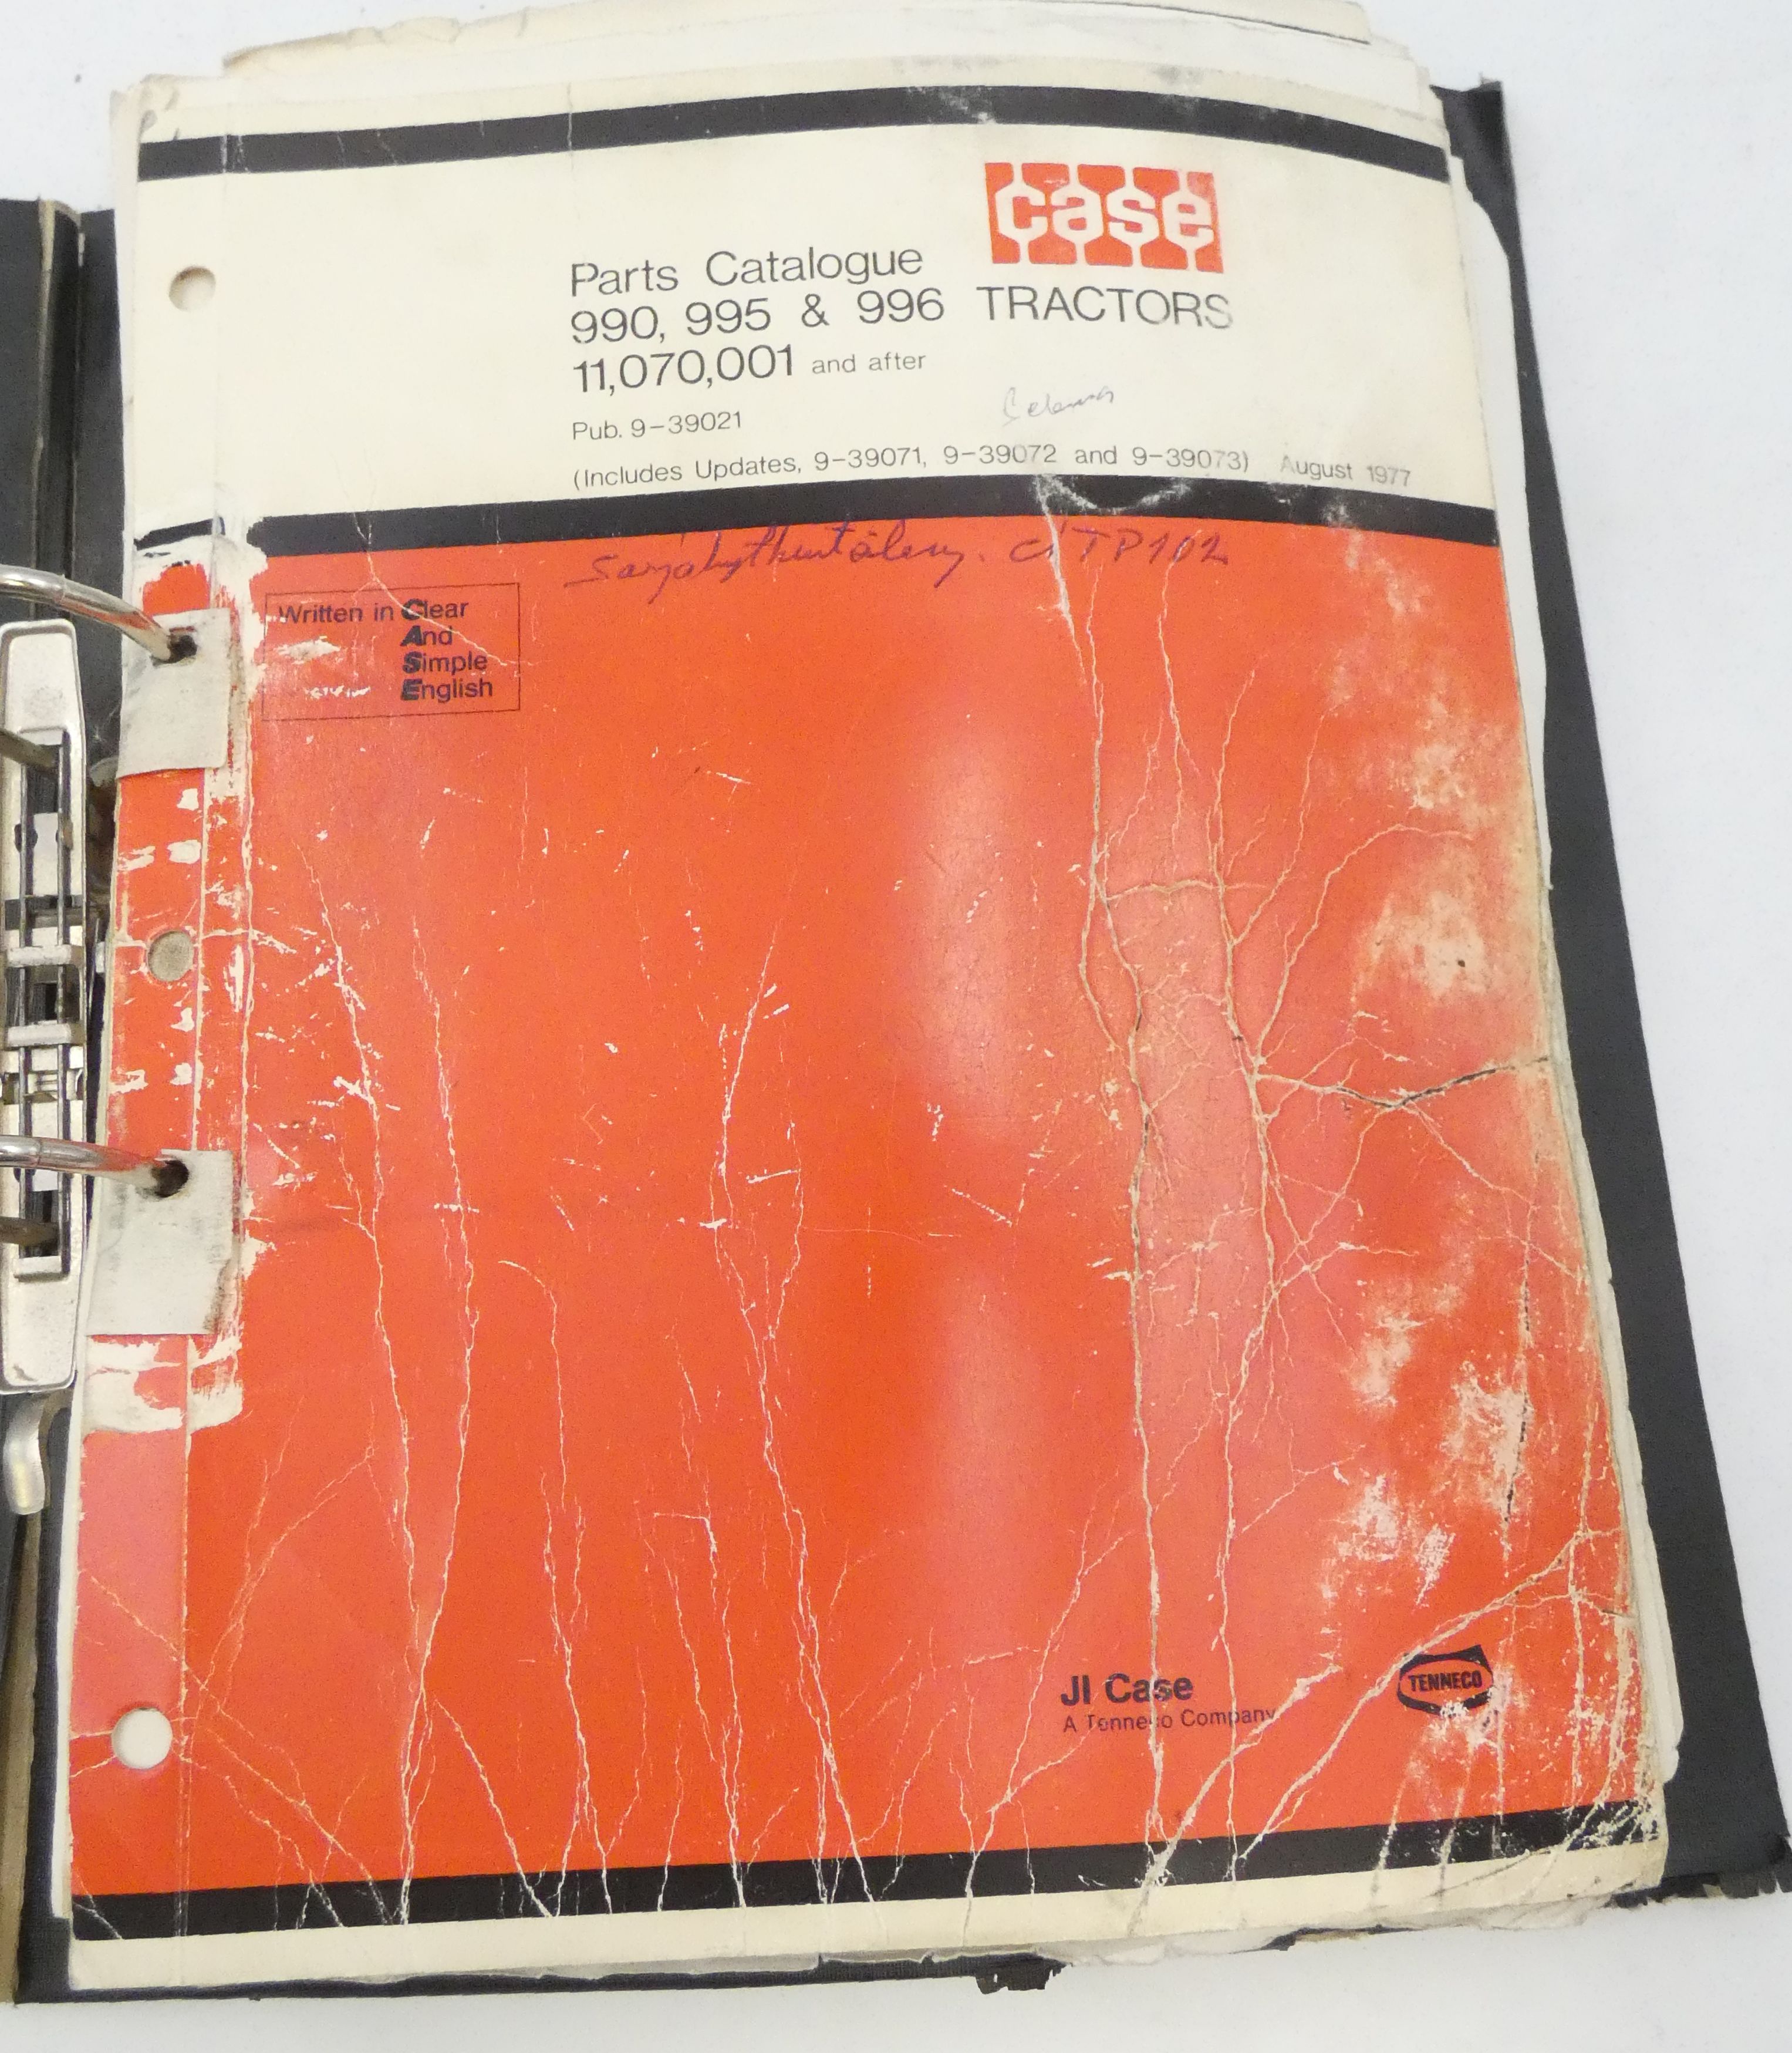 case
Parts Catalogue
990, 995 & 996 TRACTORS
11,070,001 and after
Pub. 9-39021
(Includes Updates, 9-39071, 9-39072 and 9-39073) August 1977
TP102
Written in Clear
And
Simple
English
JI Case
A Tenneco Company
TENNECO